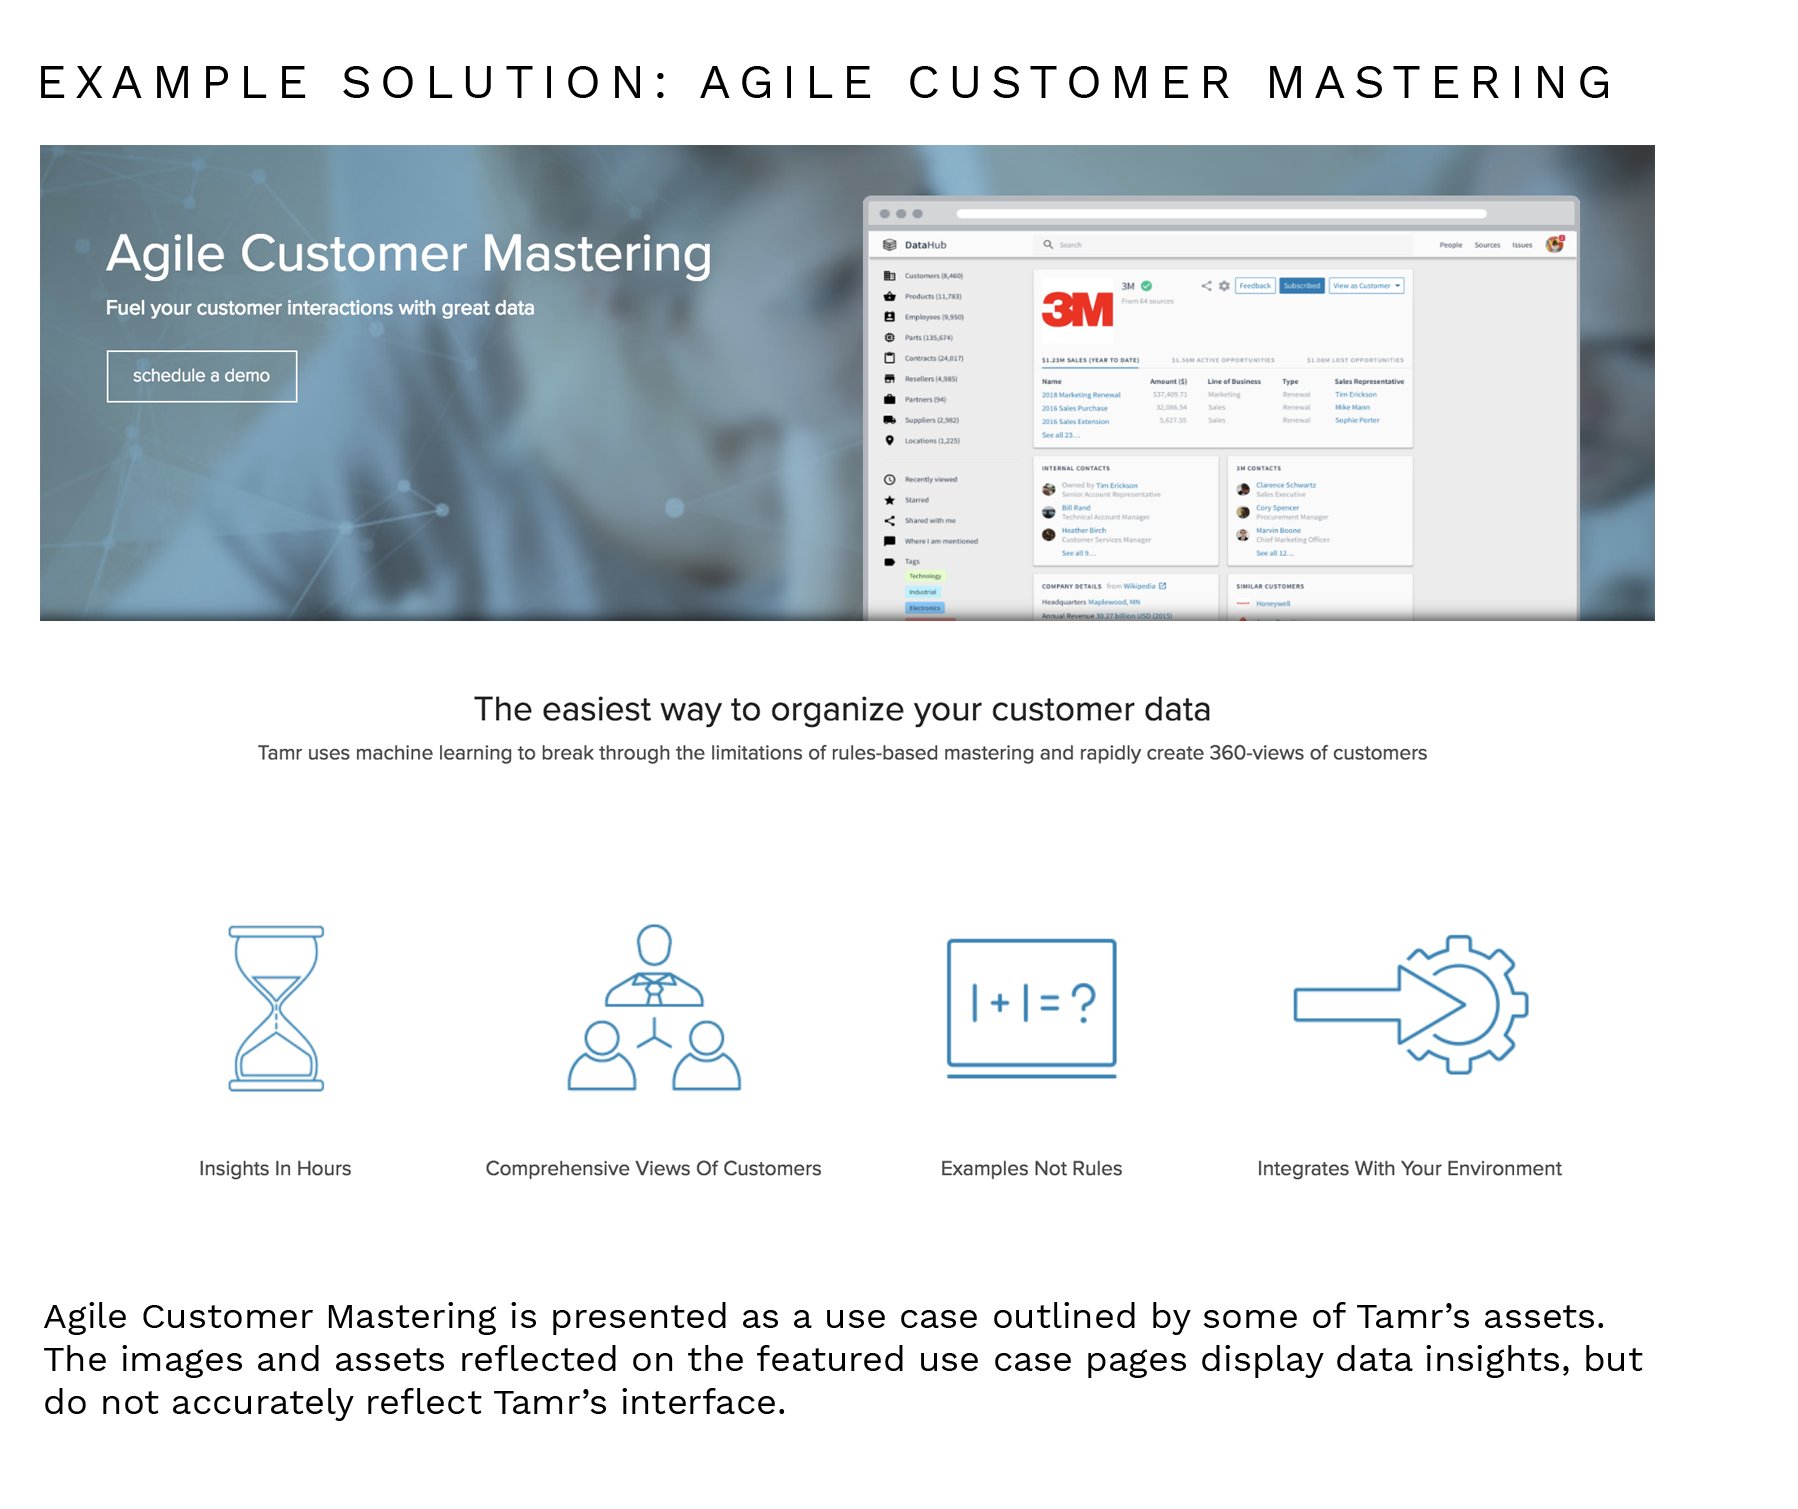 EXAMPLE SOLUTION: AGILE CUSTOMER MASTERING
Agile Customer Mastering
Fuel your customer interactions with great data
schedule a demo
DataHub
Search
People Sources Issues
Customers (8,460)
Products (11,783)
Employees (9,950)
Parts (135,674)
Contracts (24,017)
Resellers (4,985)
Partners (94)
Suppliers (2,982)
Locations (1,225)
Recently viewed
Starred
Shared with me
Where I am mentioned
Tags
Technology
Industrial
Electronics
3M
3M
From 64 sources
Feedback Subscribed View as Customer
$1.23M SALES (YEAR TO DATE) $1.56M ACTIVE OPPORTUNITIES $1.08M LOST OPPORTUNITIES
Name Amount ($) Line of Business Type Sales Representative
2018 Marketing Renewal 537,409.71 Marketing Renewal Tim Erickson
2016 Sales Purchase 32,086.54 Sales Renewal Mike Mann
2016 Sales Extension 5,627.55 Sales Renewal Sophie Porter
See all 23...
INTERNAL CONTACTS
Owned by Tim Erickson
Senior Account Representative
Bill Rand
Technical Account Manager
Heather Birch
Customer Services Manager
See all 9...
3M CONTACTS
Clarence Schwartz
Sales Executive
Cory Spencer
Procurement Manager
Marvin Boone
Chief Marketing Officer
See all 12...
COMPANY DETAILS from Wikipedia
Headquarters Maplewood, MN
Annual Revenue 30.27 billion USD (2015)
SIMILAR CUSTOMERS
Honeywell
The easiest way to organize your customer data
Tamr uses machine learning to break through the limitations of rules-based mastering and rapidly create 360-views of customers
1+1=?
Insights In Hours
Comprehensive Views Of Customers
Examples Not Rules
Integrates With Your Environment
Agile Customer Mastering is presented as a use case outlined by some of Tamr's assets.
The images and assets reflected on the featured use case pages display data insights, but
do not accurately reflect Tamr's interface.